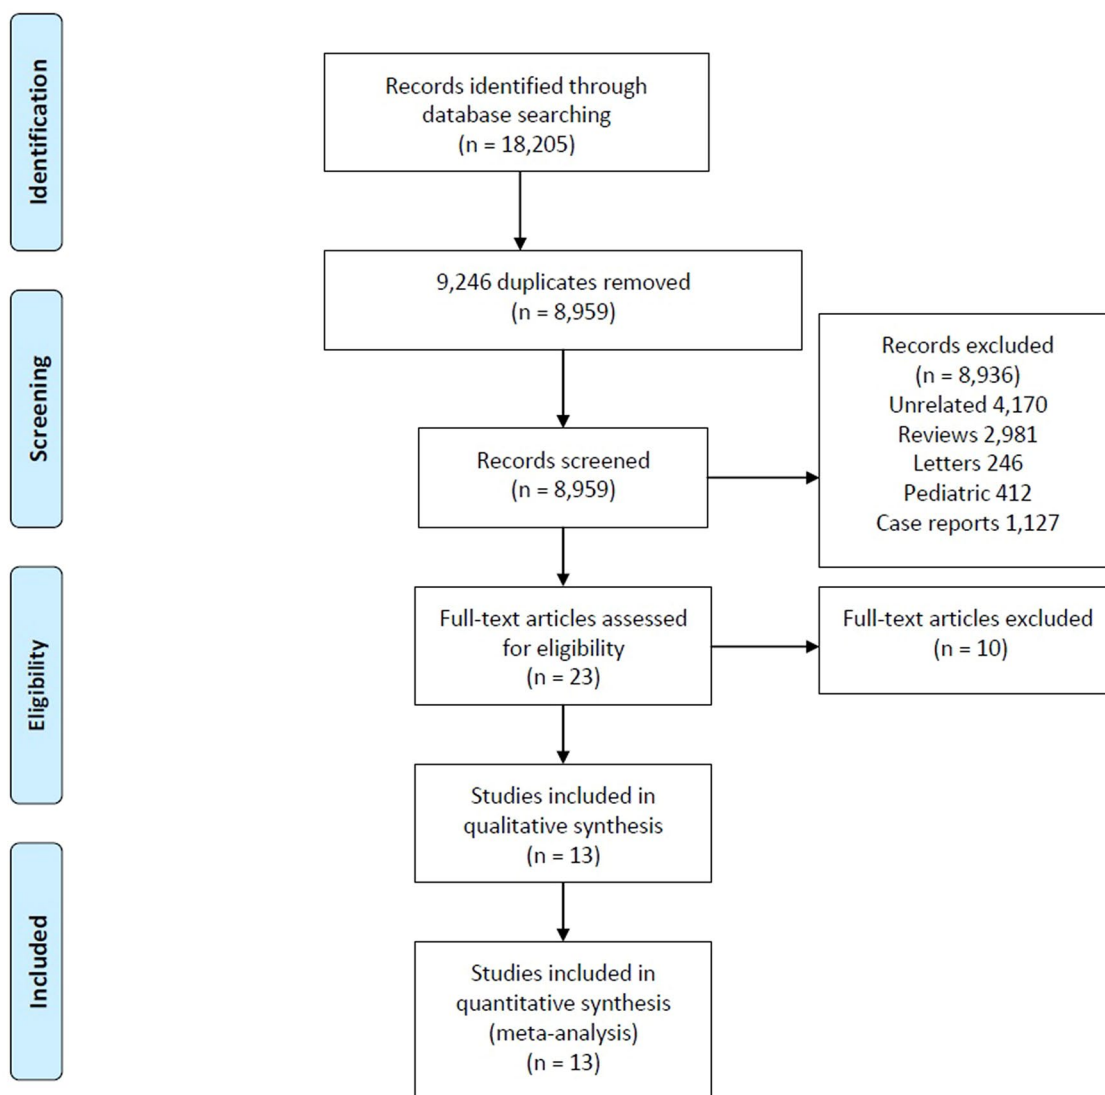 Identification
Records identified through
database searching
(n = 18,205)
9,246 duplicates removed
(n = 8,959)
Screening
Records excluded
(n = 8,936)
Unrelated 4,170
Reviews 2,981
Letters 246
Pediatric 412
Case reports 1,127
Records screened
(n = 8,959)
Eligibility
Full-text articles assessed
for eligibility
(n = 23)
Full-text articles excluded
(n = 10)
Studies included in
qualitative synthesis
(n = 13)
Included
Studies included in
quantitative synthesis
(meta-analysis)
(n = 13)